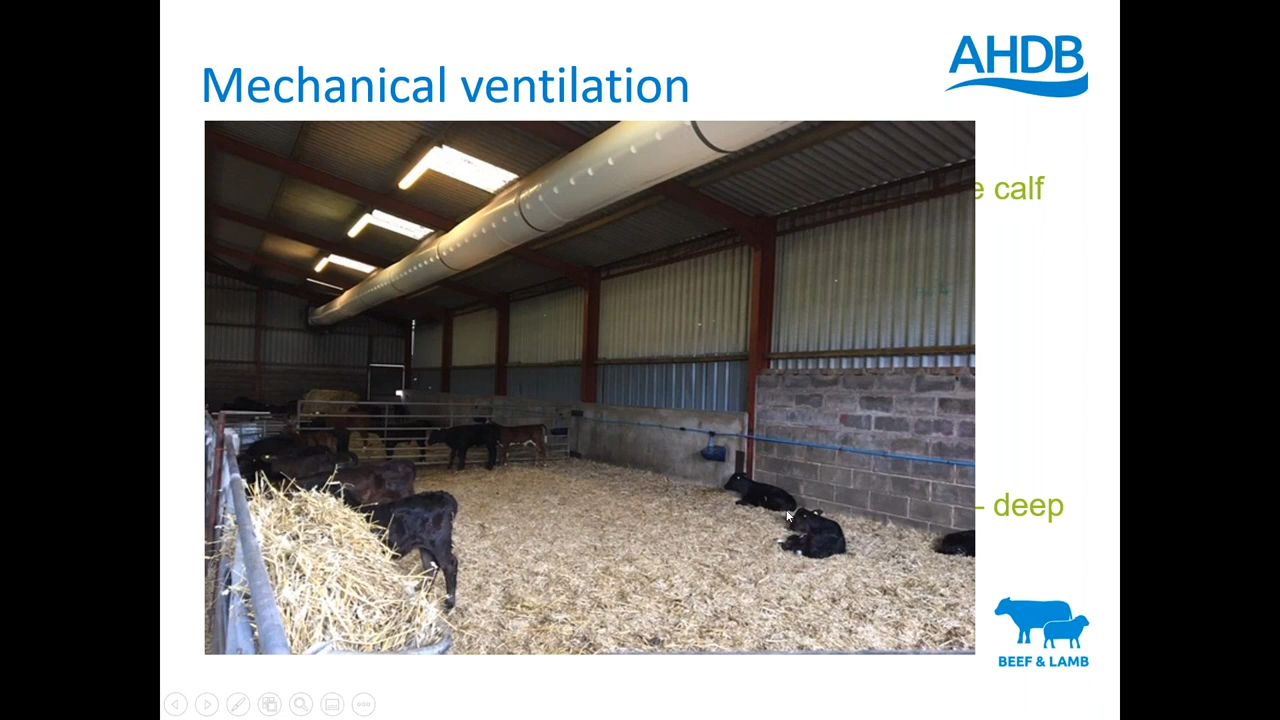 Mechanical ventilation
AHDB
e calf
- deep
BEEF & LAMB